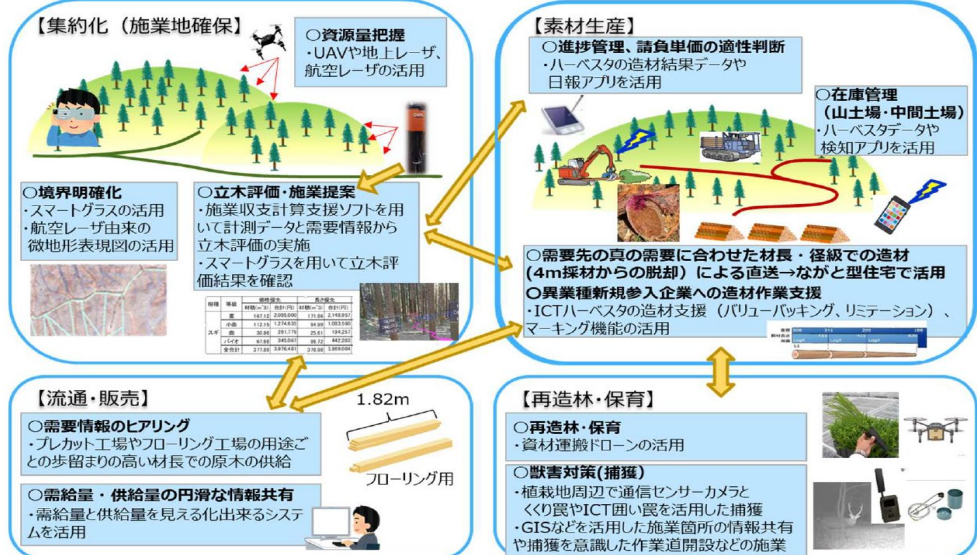 【集約化（施業地確保）】
○資源量把握
・UAVや地上レーザ、
航空レーザの活用
○境界明確化
・スマートグラスの活用
・航空レーザ由来の
微地形表現図の活用
○立木評価・施業提案
・施業収支計算支援ソフトを用
いて計測データと需要情報から
立木評価の実施
・スマートグラスを用いて立木評
価結果を確認
樹種 等級 価格優先 長さ優先
スギ
直
小曲
曲
バイオ
全合計
【素材生産】
○進捗管理、請負単価の適性判断
・ハーベスタの造材結果データや
日報アプリを活用
○在庫管理
（山土場・中間土場）
・ハーベスタデータや
検知アプリを活用
○需要先の真の需要に合わせた材長・径級での造材
(4m採材からの脱却）による直送→ながと型住宅で活用
○異業種新規参入企業への造材作業支援
・ICTハーベスタの造材支援（バリューバッキング、リミテーション）、
マーキング機能の活用
【流通・販売】
○需要情報のヒアリング
・プレカット工場やフローリング工場の用途ご
との歩留まりの高い材長での原木の供給
1.82m
フローリング用
○需給量・供給量の円滑な情報共有
・需給量と供給量を見える化出来るシステ
ムを活用
【再造林・保育】
○再造林・保育
・資材運搬ドローンの活用
○獣害対策(捕獲）
・植栽地周辺で通信センサーカメラと
くくり罠やICT囲い罠を活用した捕獲
・GISなどを活用した施業箇所の情報共有
や捕獲を意識した作業道開設などの施業